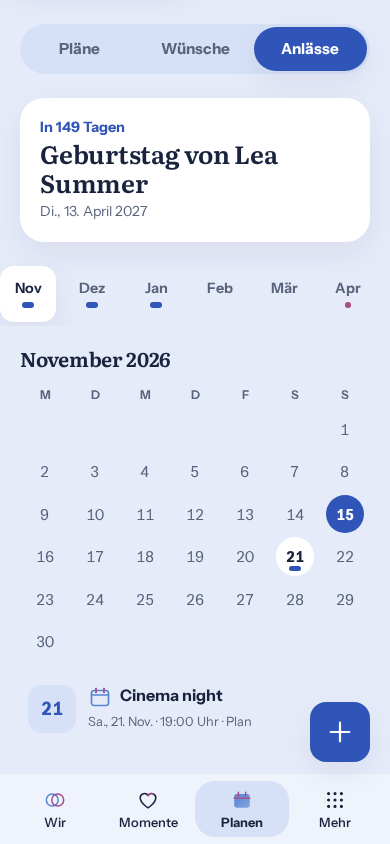 Pläne Wünsche Anlässe
In 149 Tagen
Geburtstag von Lea
Summer
Di., 13. April 2027
Nov Dez Jan Feb Mär Apr
November 2026
M D M D F S S
1
2 3 4 5 6 7 8
9 10 11 12 13 14 15
16 17 18 19 20 21 22
23 24 25 26 27 28 29
30
21 Cinema night
Sa., 21. Nov. · 19:00 Uhr · Plan
Wir Momente Planen Mehr